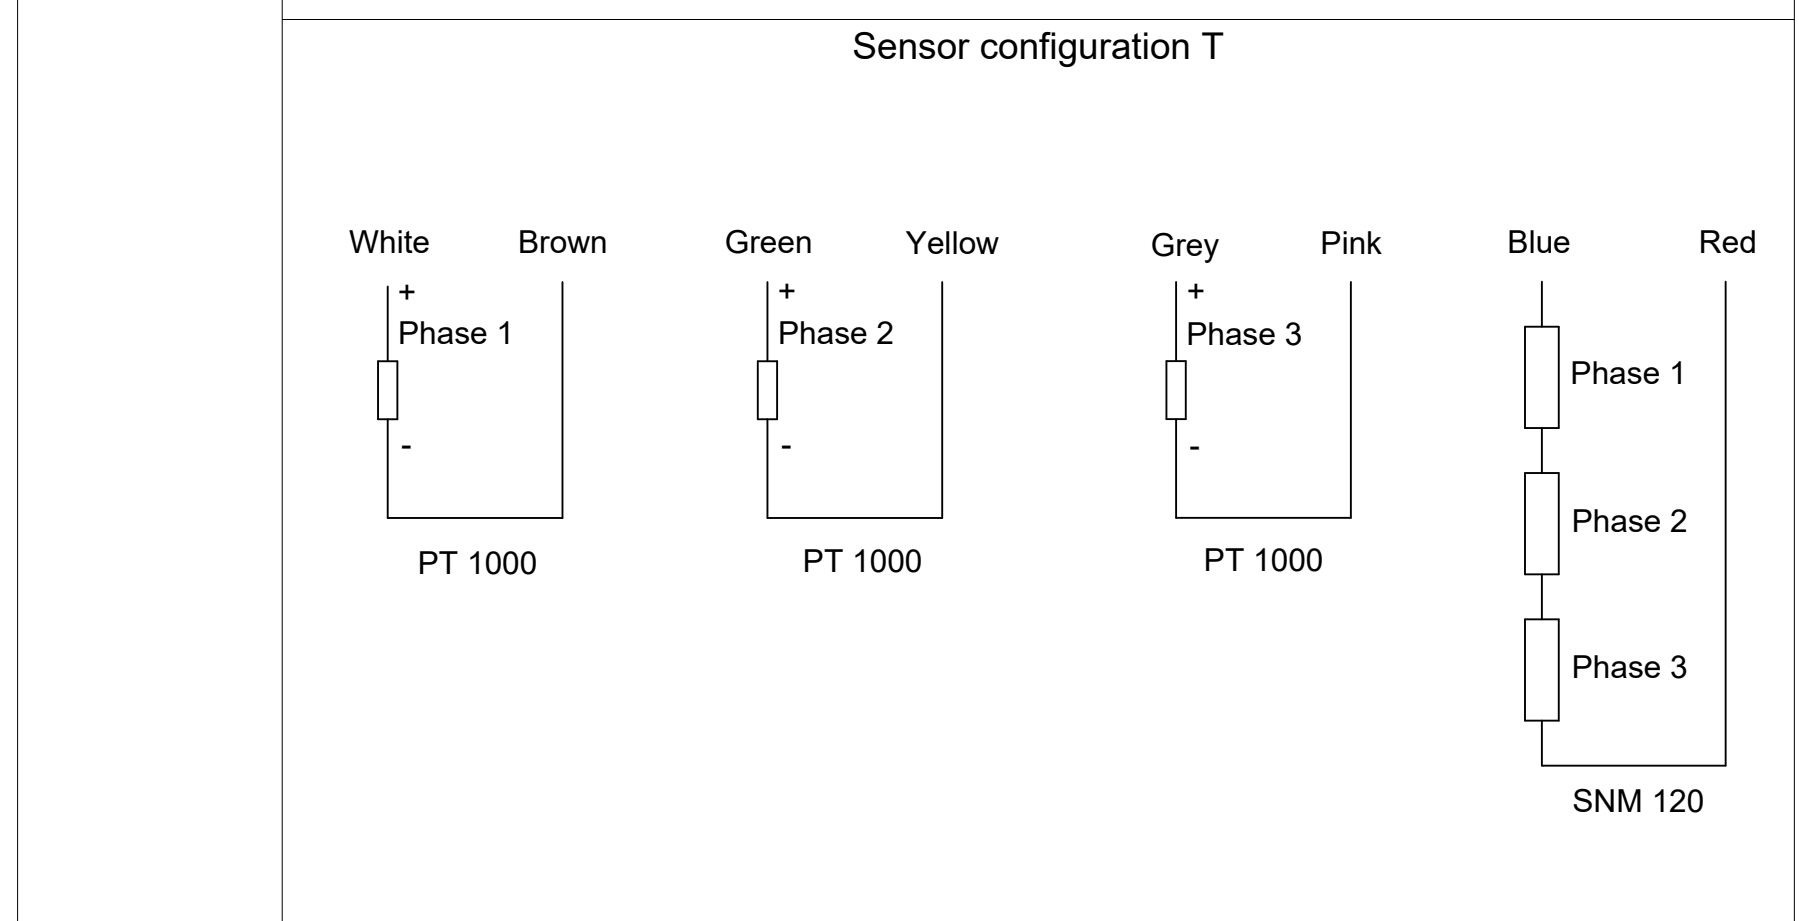 Sensor configuration T
White Brown Green Yellow Grey Pink Blue Red
+ + +
Phase 1 Phase 2 Phase 3
Phase 1
- - -
Phase 2
PT 1000 PT 1000 PT 1000
Phase 3
SNM 120